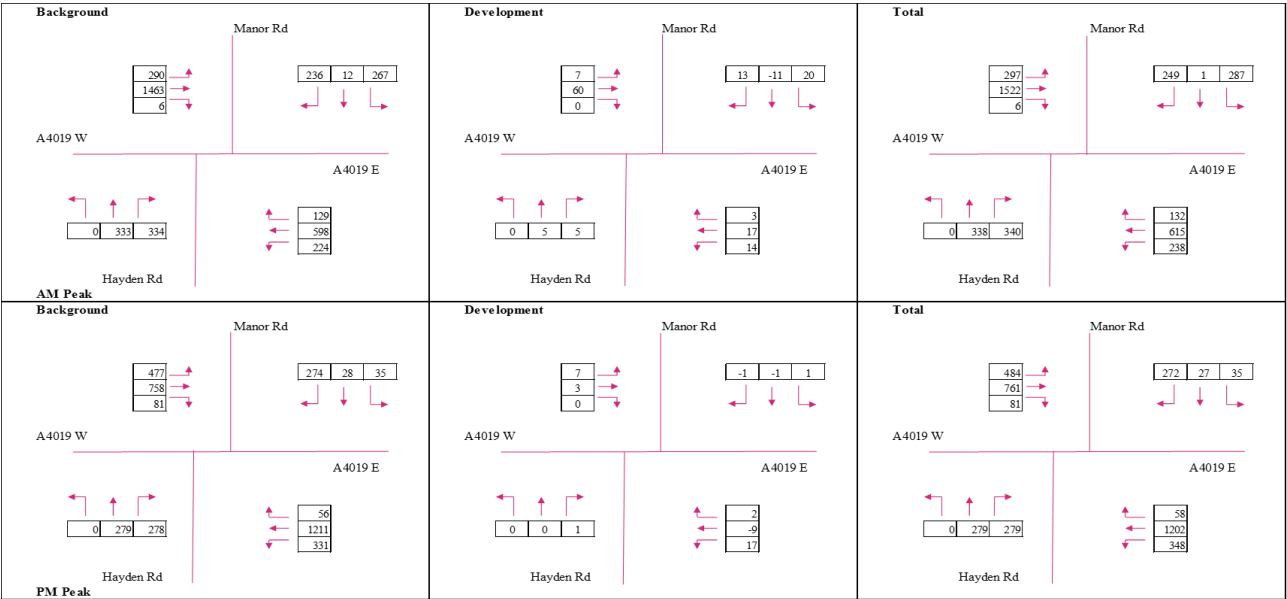 Background
Manor Rd
290
1463
6
236 12 267
A4019 W
A4019 E
0 333 334
129
598
224
Hayden Rd
AM Peak
Development
Manor Rd
7
60
0
13 -11 20
A4019 W
A4019 E
0 5 5
3
17
14
Hayden Rd
Total
Manor Rd
297
1522
6
249 1 287
A4019 W
A4019 E
0 338 340
132
615
238
Hayden Rd
Background
Manor Rd
477
758
81
274 28 35
A4019 W
A4019 E
0 279 278
56
1211
331
Hayden Rd
PM Peak
Development
Manor Rd
7
3
0
-1 -1 1
A4019 W
A4019 E
0 0 1
2
-9
17
Hayden Rd
Total
Manor Rd
484
761
81
272 27 35
A4019 W
A4019 E
0 279 279
58
1202
348
Hayden Rd